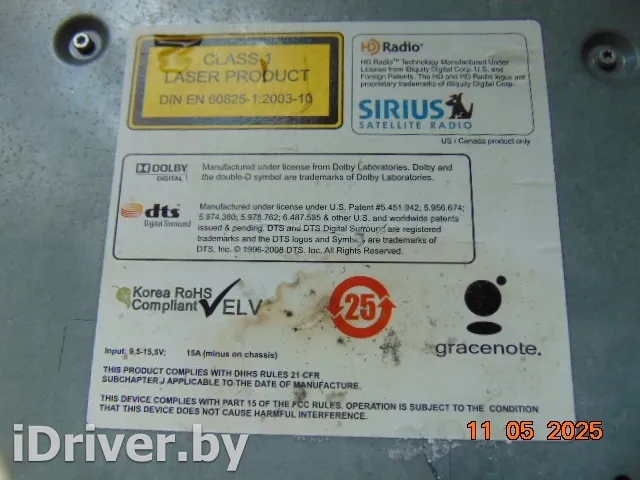 CLASS 1
LASER PRODUCT
DIN EN 60825-1:2003-10
HD Radio™
HD Radio™ Technology Manufactured Under
License from iBiquity Digital Corp. U.S. and
Foreign Patents. The HD and HD Radio logos are
proprietary trademarks of iBiquity Digital Corp.
SIRIUS
SATELLITE RADIO
US / Canada product only
DOLBY
DIGITAL
Manufactured under license from Dolby Laboratories. Dolby and
the double-D symbol are trademarks of Dolby Laboratories.
dts
Digital Surround
Manufactured under license under U.S. Patent #5.451.942; 5.956.674;
5.974.380; 5.978.762; 6.487.535 & other U.S. and worldwide patents
issued & pending. DTS and DTS Digital Surround are registered
trademarks and the DTS logos and Symbol are trademarks of
DTS, Inc. © 1996-2008 DTS, Inc. All Rights Reserved.
Korea RoHS
Compliant
ELV
25
gracenote.
Input: 9,5-15,5V; 15A (minus on chassis)
THIS PRODUCT COMPLIES WITH DHHS RULES 21 CFR
SUBCHAPTER J APPLICABLE TO THE DATE OF MANUFACTURE.
THIS DEVICE COMPLIES WITH PART 15 OF THE FCC RULES. OPERATION IS SUBJECT TO THE CONDITION
THAT THIS DEVICE DOES NOT CAUSE HARMFUL INTERFERENCE.
iDriver.by
11 05 2025